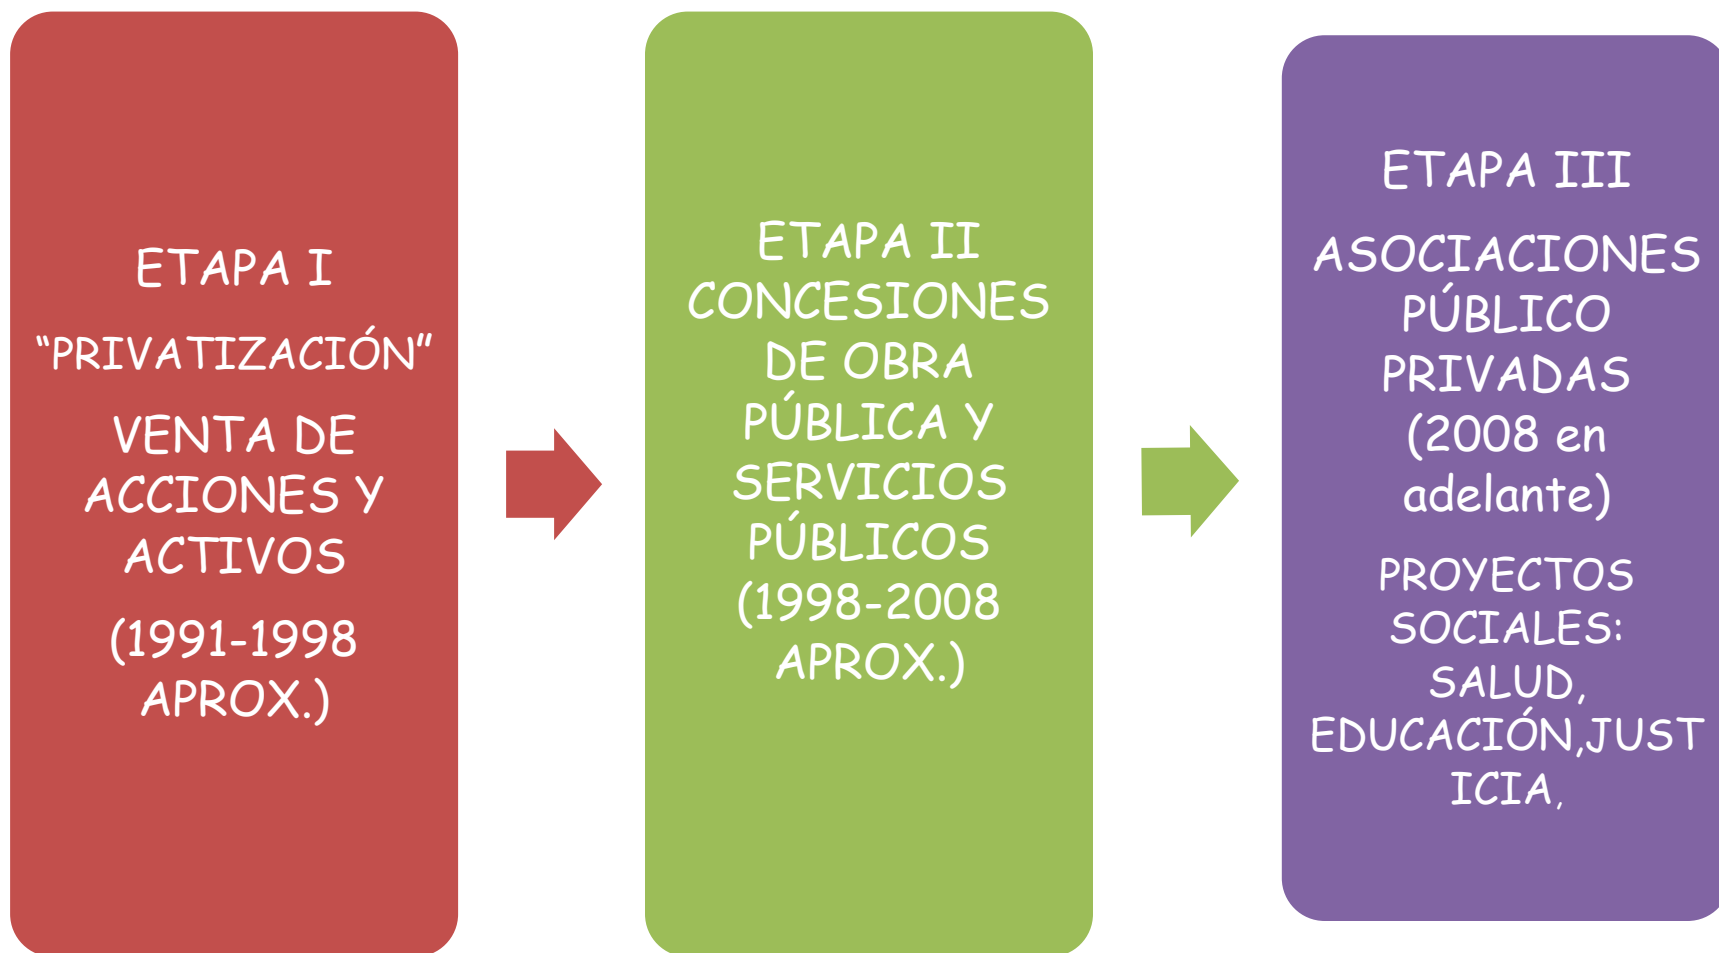 ETAPA I
“PRIVATIZACIÓN”
VENTA DE
ACCIONES Y
ACTIVOS
(1991-1998
APROX.)
ETAPA II
CONCESIONES
DE OBRA
PÚBLICA Y
SERVICIOS
PÚBLICOS
(1998-2008
APROX.)
ETAPA III
ASOCIACIONES
PÚBLICO
PRIVADAS
(2008 en
adelante)
PROYECTOS
SOCIALES:
SALUD,
EDUCACIÓN,JUST
ICIA,